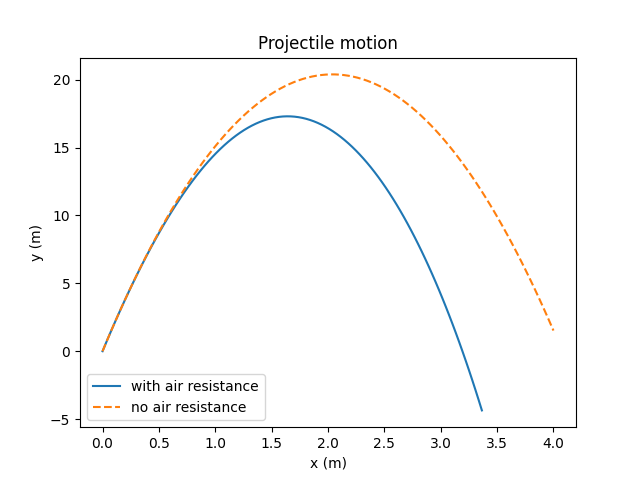 Projectile motion
20
15
10
5
0
−5
y (m)
with air resistance
no air resistance
0.0 0.5 1.0 1.5 2.0 2.5 3.0 3.5 4.0
x (m)